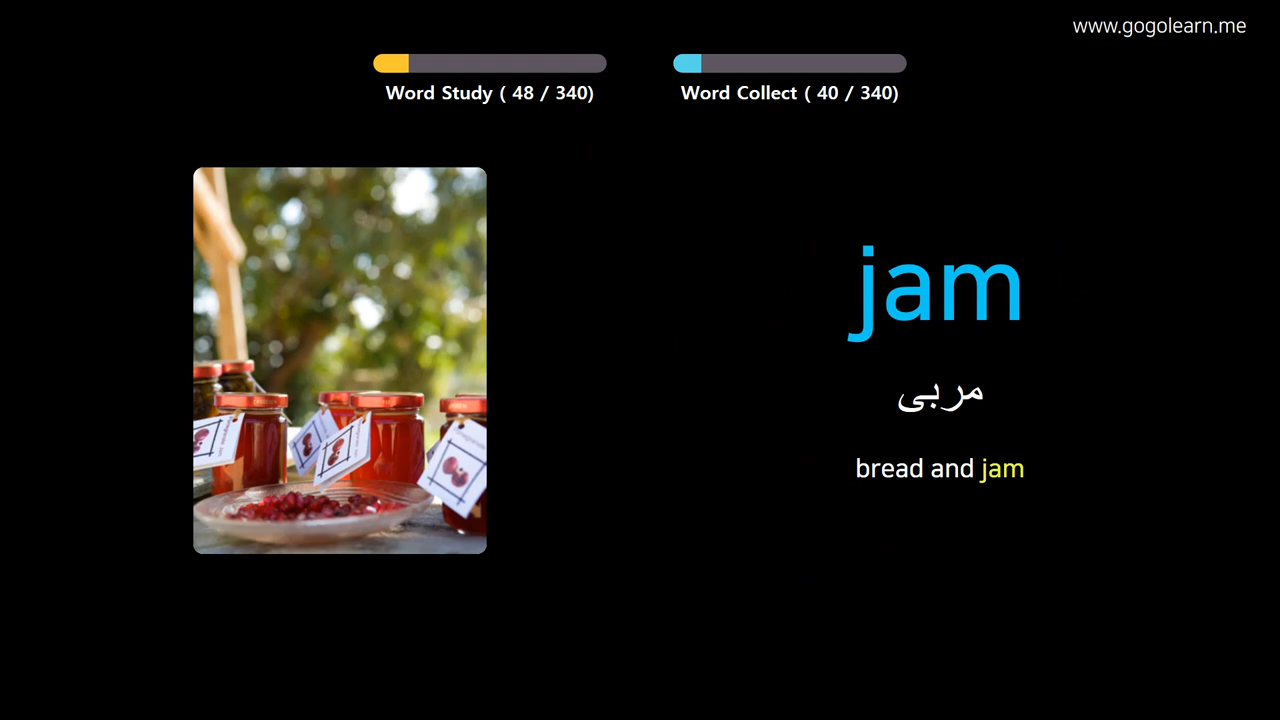 www.gogolearn.me
Word Study ( 48 / 340)
Word Collect ( 40 / 340)
jam
مربی
bread and jam